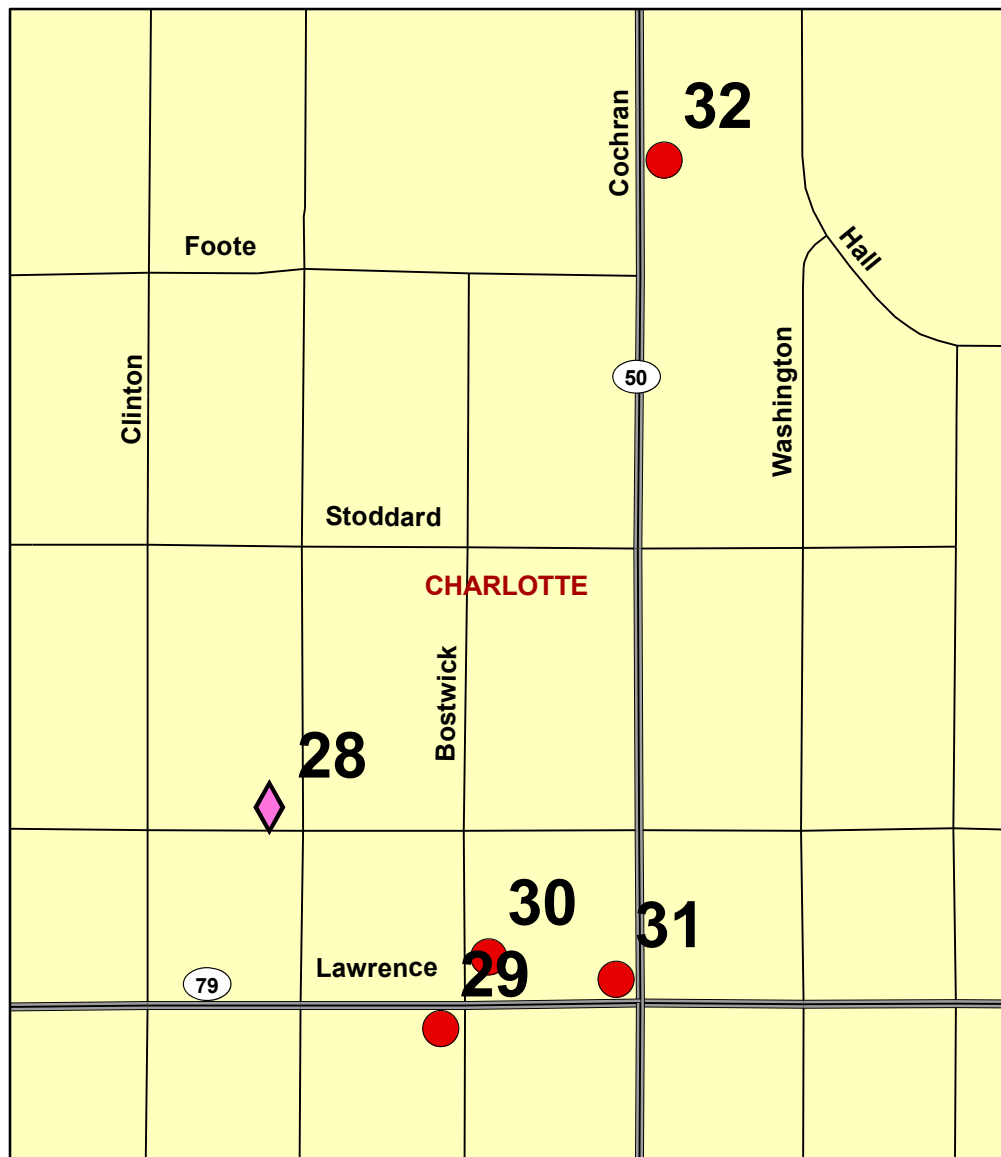 32
Cochran
Foote
Hall
Clinton
50
Washington
Stoddard
CHARLOTTE
Bostwick
28
30
31
Lawrence
29
79